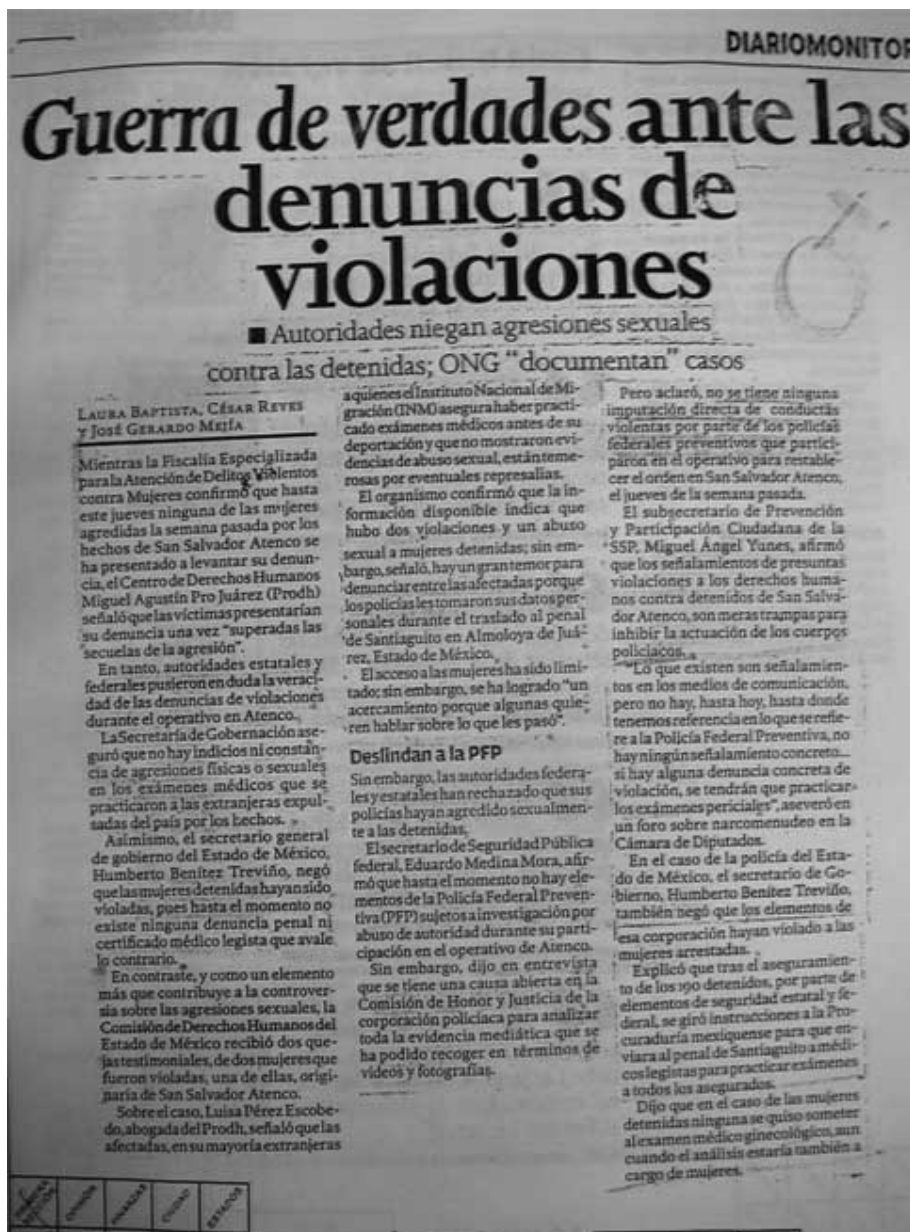 DIARIOMONITOR
Guerra de verdades ante las
denuncias de
violaciones
■ Autoridades niegan agresiones sexuales
contra las detenidas; ONG "documentan" casos
LAURA BAPTISTA, CÉSAR REYES
Y JOSÉ GERARDO MEJÍA
Mientras la Fiscalía Especializada
para la Atención de Delitos Violentos
contra Mujeres confirmó que hasta
este jueves ninguna de las mujeres
agredidas la semana pasada por los
hechos de San Salvador Atenco se
ha presentado a levantar su denun-
cia, el Centro de Derechos Humanos
Miguel Agustín Pro Juárez (Prodh)
señaló que las víctimas presentarían
su denuncia una vez "superadas las
secuelas de la agresión".
En tanto, autoridades estatales y
federales pusieron en duda la veraci-
dad de las denuncias de violaciones
durante el operativo en Atenco.
La Secretaría de Gobernación ase-
guró que no hay indicios ni constan-
cia de agresiones físicas o sexuales
en los exámenes médicos que se
practicaron a las extranjeras expul-
sadas del país por los hechos.
Asimismo, el secretario general
de gobierno del Estado de México,
Humberto Benítez Treviño, negó
que las mujeres detenidas hayan sido
violadas, pues hasta el momento no
existe ninguna denuncia penal ni
certificado médico legista que avale
lo contrario.
En contraste, y como un elemento
más que contribuye a la controver-
sia sobre las agresiones sexuales, la
Comisión de Derechos Humanos del
Estado de México recibió dos que-
jas testimoniales, de dos mujeres que
fueron violadas, una de ellas, origi-
naria de San Salvador Atenco.
Sobre el caso, Luisa Pérez Escobe-
do, abogada del Prodh, señaló que las
afectadas, en su mayoría extranjeras
a quienes el Instituto Nacional de Mi-
gración (INM) asegura haber practi-
cado exámenes médicos antes de su
deportación y que no mostraron evi-
dencias de abuso sexual, están teme-
rosas por eventuales represalias.
El organismo confirmó que la in-
formación disponible indica que
hubo dos violaciones y un abuso
sexual a mujeres detenidas; sin em-
bargo, señaló, hay un gran temor para
denunciar entre las afectadas porque
los policías les tomaron sus datos per-
sonales durante el traslado al penal
de Santiaguito en Almoloya de Juá-
rez, Estado de México.
El acceso a las mujeres ha sido limi-
tado; sin embargo, se ha logrado "un
acercamiento porque algunas quie-
ren hablar sobre lo que les pasó".
Deslindan a la PFP
Sin embargo, las autoridades federa-
les y estatales han rechazado que sus
policías hayan agredido sexualmen-
te a las detenidas.
El secretario de Seguridad Pública
federal, Eduardo Medina Mora, afir-
mó que hasta el momento no hay ele-
mentos de la Policía Federal Preven-
tiva (PFP) sujetos a investigación por
abuso de autoridad durante su parti-
cipación en el operativo de Atenco.
Sin embargo, dijo en entrevista
que se tiene una causa abierta en la
Comisión de Honor y Justicia de la
corporación policíaca para analizar
toda la evidencia mediática que se
ha podido recoger en términos de
videos y fotografías.
Pero aclaró, no se tiene ninguna
imputación directa de conductas
violentas por parte de los policías
federales preventivos que partici-
paron en el operativo para restable-
cer el orden en San Salvador Atenco,
el jueves de la semana pasada.
El subsecretario de Prevención
y Participación Ciudadana de la
SSP, Miguel Ángel Yunes, afirmó
que los señalamientos de presuntas
violaciones a los derechos huma-
nos contra detenidos de San Salva-
dor Atenco, son meras trampas para
inhibir la actuación de los cuerpos
policíacos.
"Lo que existen son señalamien-
tos en los medios de comunicación,
pero no hay, hasta hoy, hasta donde
tenemos referencia en lo que se refie-
re a la Policía Federal Preventiva, no
hay ningún señalamiento concreto...
si hay alguna denuncia concreta de
violación, se tendrán que practicar
los exámenes periciales", aseveró en
un foro sobre narcomenudeo en la
Cámara de Diputados.
En el caso de la policía del Esta-
do de México, el secretario de Go-
bierno, Humberto Benítez Treviño,
también negó que los elementos de
esa corporación hayan violado a las
mujeres arrestadas.
Explicó que tras el aseguramien-
to de los 190 detenidos, por parte de
elementos de seguridad estatal y fe-
deral, se giró instrucciones a la Pro-
curaduría mexiquense para que en-
viara al penal de Santiaguito a médi-
cos legistas para practicar exámenes
a todos los asegurados.
Dijo que en el caso de las mujeres
detenidas ninguna se quiso someter
al examen médico ginecológico, aun
cuando el análisis estaría también a
cargo de mujeres.
PRIMERA
SECCIÓN
OPINIÓN
FINANZAS
CIUDAD
ESTADOS